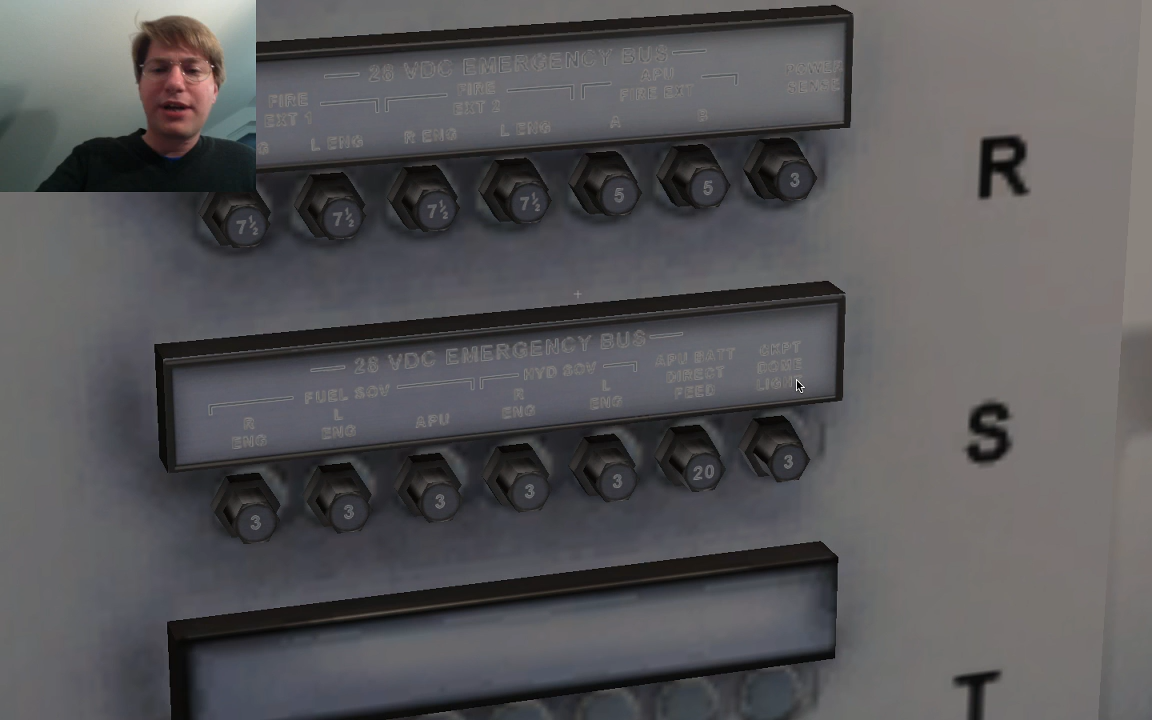 28 VDC EMERGENCY BUS
FIRE EXT 1
FIRE EXT 2
APU FIRE EXT
POWER SENSE
G L ENG R ENG L ENG A B
7½ 7½ 7½ 7½ 5 5 3
R
28 VDC EMERGENCY BUS
FUEL SOV
HYD SOV
APU BATT DIRECT FEED
CKPT DOME LIGHT
R ENG L ENG APU R ENG L ENG
3 3 3 3 3 20 3
S
T